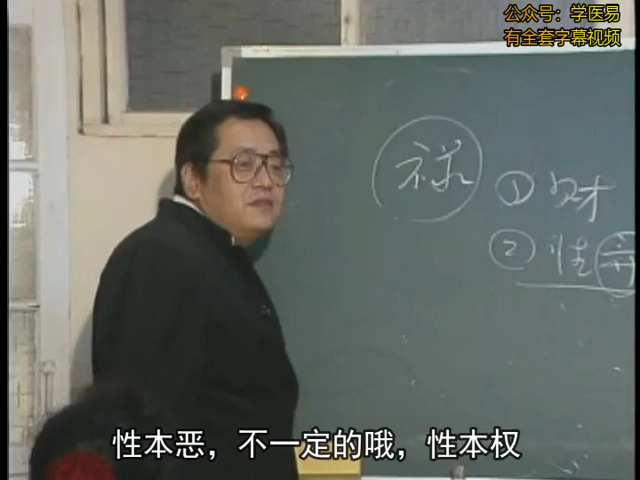 公众号：学医易
有全套字幕视频
禄
① 财
② 性
性本恶，不一定的哦，性本权